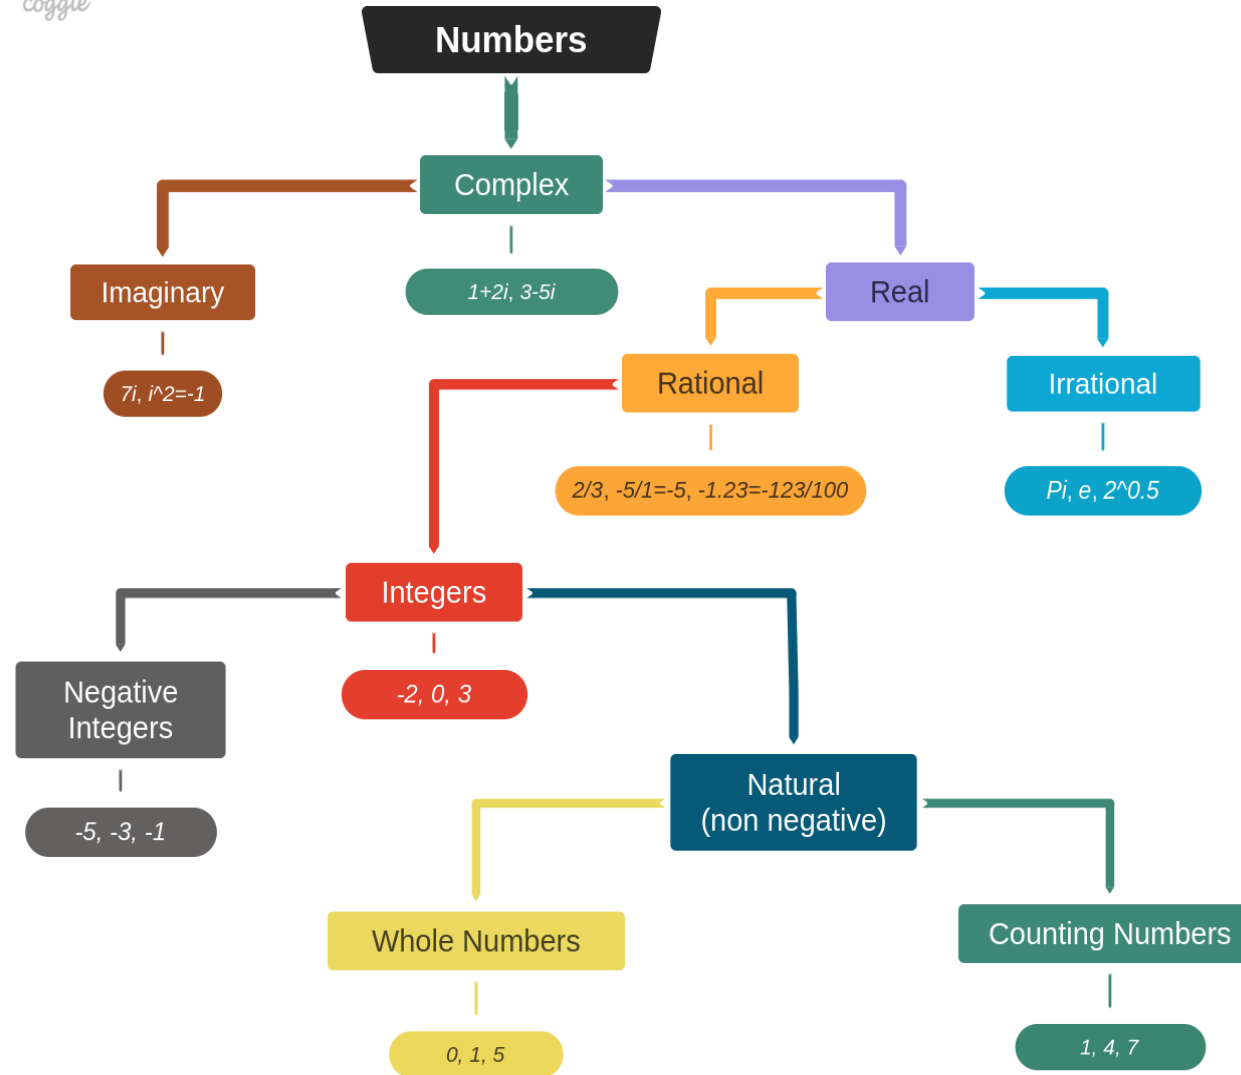 coggle
Numbers
Complex
1+2i, 3-5i
Imaginary
7i, i^2=-1
Real
Rational
2/3, -5/1=-5, -1.23=-123/100
Irrational
Pi, e, 2^0.5
Integers
-2, 0, 3
Negative
Integers
-5, -3, -1
Natural
(non negative)
Whole Numbers
0, 1, 5
Counting Numbers
1, 4, 7